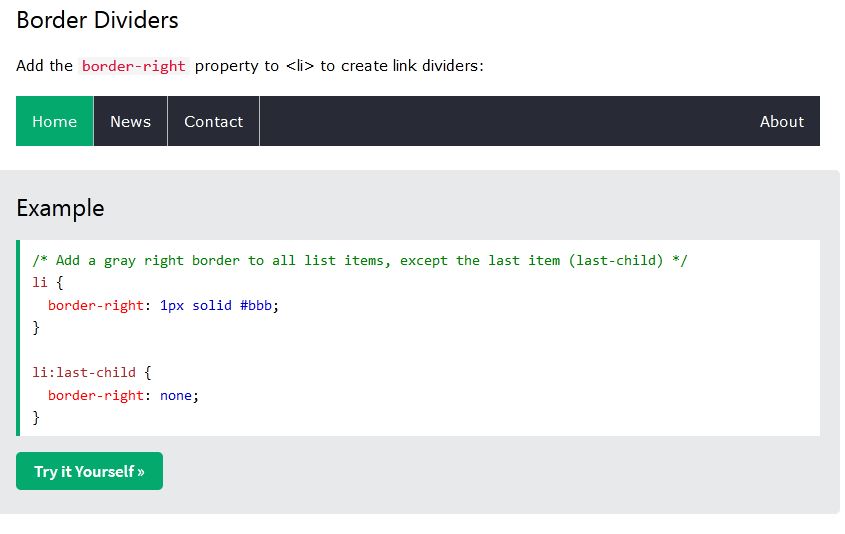 Border Dividers
Add the border-right property to <li> to create link dividers:
Home News Contact About
Example
/* Add a gray right border to all list items, except the last item (last-child) */
li {
  border-right: 1px solid #bbb;
}
li:last-child {
  border-right: none;
}
Try it Yourself »